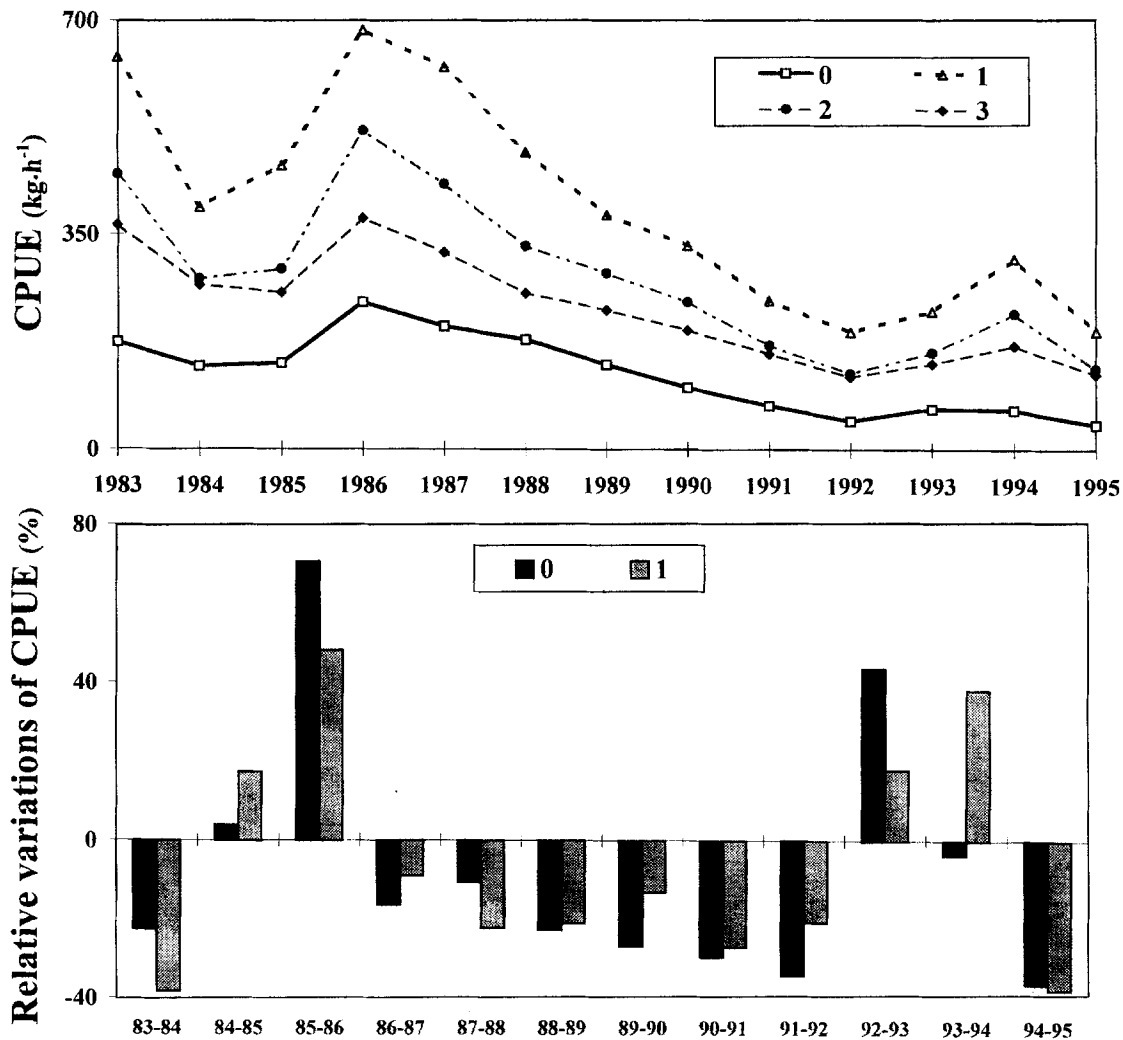 700
0 1
2 3
CPUE (kg·h⁻¹)
350
0
1983 1984 1985 1986 1987 1988 1989 1990 1991 1992 1993 1994 1995
80
0 1
Relative variations of CPUE (%)
40
0
-40
83-84 84-85 85-86 86-87 87-88 88-89 89-90 90-91 91-92 92-93 93-94 94-95